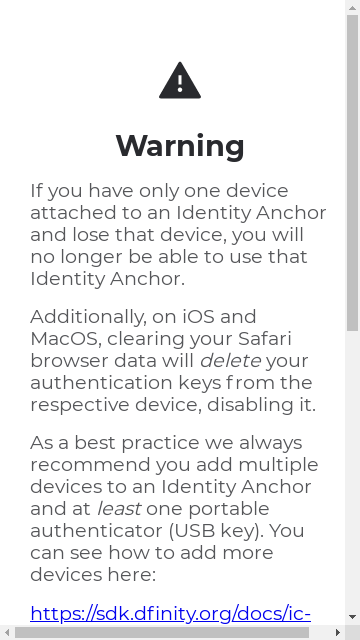 Warning
If you have only one device
attached to an Identity Anchor
and lose that device, you will
no longer be able to use that
Identity Anchor.
Additionally, on iOS and
MacOS, clearing your Safari
browser data will delete your
authentication keys from the
respective device, disabling it.
As a best practice we always
recommend you add multiple
devices to an Identity Anchor
and at least one portable
authenticator (USB key). You
can see how to add more
devices here:
https://sdk.dfinity.org/docs/ic-